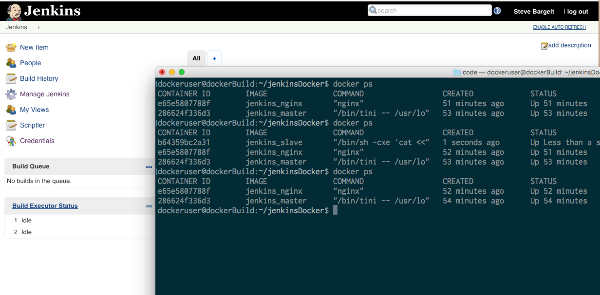 Jenkins
search
Steve Bargelt
log out
Jenkins
ENABLE AUTO REFRESH
New Item
People
Build History
Manage Jenkins
My Views
Scriptler
Credentials
Build Queue
No builds in the queue.
Build Executor Status
1 Idle
2 Idle
add description
All +
code — dockeruser@dockerBuild: ~/jenkinsDocker
dockeruser@dockerBuild:~/jenkinsDocker$ docker ps
CONTAINER ID IMAGE COMMAND CREATED STATUS
e65e5807788f jenkins_nginx "nginx" 51 minutes ago Up 51 minutes
286624f336d3 jenkins_master "/bin/tini -- /usr/lo" 53 minutes ago Up 53 minutes
dockeruser@dockerBuild:~/jenkinsDocker$ docker ps
CONTAINER ID IMAGE COMMAND CREATED STATUS
b64359bc2a31 jenkins_slave "/bin/sh -cxe 'cat <<" 1 seconds ago Up Less than a s
e65e5807788f jenkins_nginx "nginx" 52 minutes ago Up 51 minutes
286624f336d3 jenkins_master "/bin/tini -- /usr/lo" 53 minutes ago Up 53 minutes
dockeruser@dockerBuild:~/jenkinsDocker$ docker ps
CONTAINER ID IMAGE COMMAND CREATED STATUS
e65e5807788f jenkins_nginx "nginx" 52 minutes ago Up 52 minutes
286624f336d3 jenkins_master "/bin/tini -- /usr/lo" 54 minutes ago Up 54 minutes
dockeruser@dockerBuild:~/jenkinsDocker$